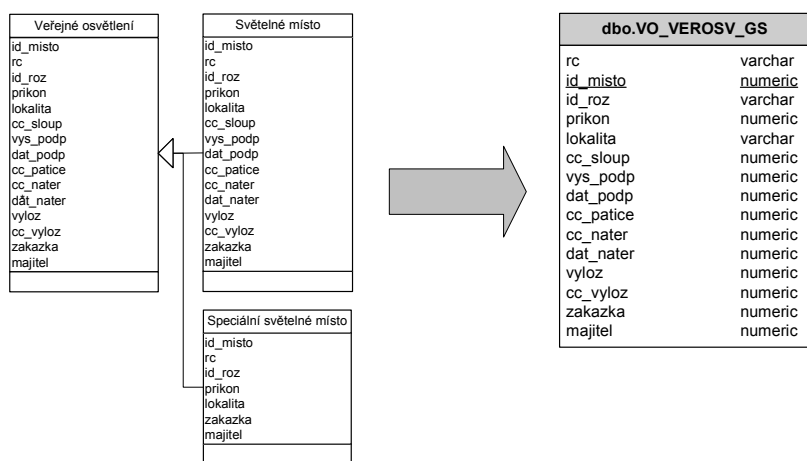 Veřejné osvětlení
id_misto
rc
id_roz
prikon
lokalita
cc_sloup
vys_podp
dat_podp
cc_patice
cc_nater
dát_nater
vyloz
cc_vyloz
zakazka
majitel
Světelné místo
id_misto
rc
id_roz
prikon
lokalita
cc_sloup
vys_podp
dat_podp
cc_patice
cc_nater
dat_nater
vyloz
cc_vyloz
zakazka
majitel
Speciální světelné místo
id_misto
rc
id_roz
prikon
lokalita
zakazka
majitel
dbo.VO_VEROSV_GS
rc varchar
id_misto numeric
id_roz varchar
prikon numeric
lokalita varchar
cc_sloup numeric
vys_podp numeric
dat_podp numeric
cc_patice numeric
cc_nater numeric
dat_nater numeric
vyloz numeric
cc_vyloz numeric
zakazka numeric
majitel numeric